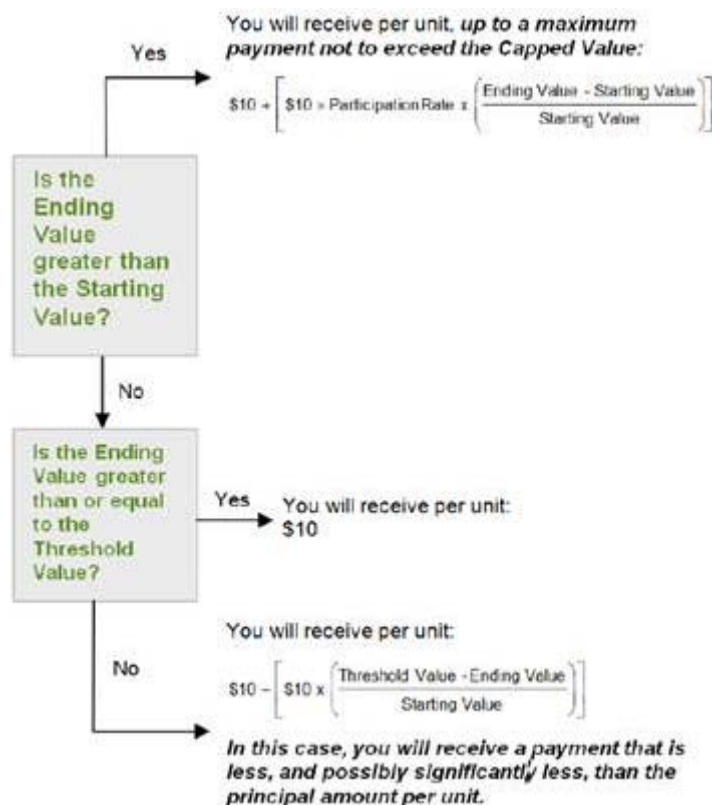 You will receive per unit, up to a maximum
payment not to exceed the Capped Value:
Yes
$10 + [ $10 × Participation Rate x ( Ending Value - Starting Value
Starting Value ) ]
Is the
Ending
Value
greater than
the Starting
Value?
No
Is the Ending
Value greater
than or equal
to the
Threshold
Value?
Yes
You will receive per unit:
$10
You will receive per unit:
No
$10 – [ $10 x ( Threshold Value - Ending Value
Starting Value ) ]
In this case, you will receive a payment that is
less, and possibly significantly less, than the
principal amount per unit.